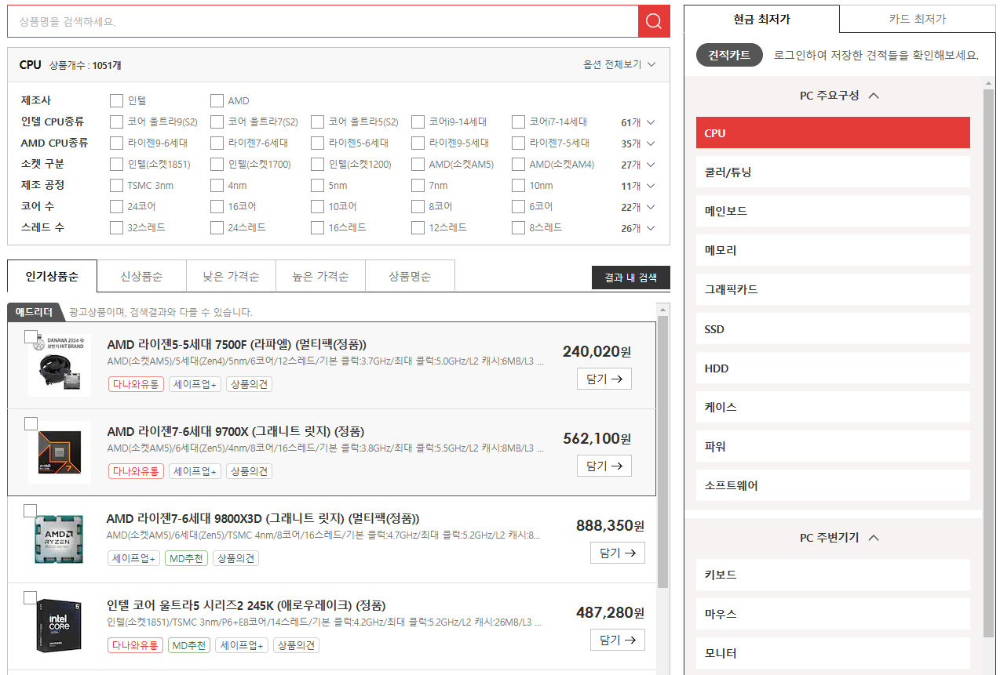 상품명을 검색하세요.
CPU 상품개수 : 1051개 옵션 전체보기
제조사 인텔 AMD
인텔 CPU종류 코어 울트라9(S2) 코어 울트라7(S2) 코어 울트라5(S2) 코어i9-14세대 코어i7-14세대 61개
AMD CPU종류 라이젠9-6세대 라이젠7-6세대 라이젠5-6세대 라이젠9-5세대 라이젠7-5세대 35개
소켓 구분 인텔(소켓1851) 인텔(소켓1700) 인텔(소켓1200) AMD(소켓AM5) AMD(소켓AM4) 27개
제조 공정 TSMC 3nm 4nm 5nm 7nm 10nm 11개
코어 수 24코어 16코어 10코어 8코어 6코어 22개
스레드 수 32스레드 24스레드 16스레드 12스레드 8스레드 26개
인기상품순 신상품순 낮은 가격순 높은 가격순 상품명순 결과 내 검색
애드리더 광고상품이며, 검색결과와 다를 수 있습니다.
DANAWA 2024
상반기 HIT BRAND
AMD 라이젠5-5세대 7500F (라파엘) (멀티팩(정품))
240,020원
AMD(소켓AM5)/5세대(Zen4)/5nm/6코어/12스레드/기본 클럭:3.7GHz/최대 클럭:5.0GHz/L2 캐시:6MB/L3 ...
담기
다나와유통 세이프업+ 상품의견
AMD 라이젠7-6세대 9700X (그래니트 릿지) (정품)
562,100원
AMD(소켓AM5)/6세대(Zen5)/4nm/8코어/16스레드/기본 클럭:3.8GHz/최대 클럭:5.5GHz/L2 캐시:8MB/L3 ...
담기
다나와유통 세이프업+ 상품의견
AMD
7
AMD 라이젠7-6세대 9800X3D (그래니트 릿지) (멀티팩(정품))
888,350원
AMD(소켓AM5)/6세대(Zen5)/TSMC 4nm/8코어/16스레드/기본 클럭:4.7GHz/최대 클럭:5.2GHz/L2 캐시:8...
담기
세이프업+ MD추천 상품의견
AMD
RYZEN
9000 Series
인텔 코어 울트라5 시리즈2 245K (애로우레이크) (정품)
487,280원
인텔(소켓1851)/TSMC 3nm/P6+E8코어/14스레드/기본 클럭:4.2GHz/최대 클럭:5.2GHz/L2 캐시:26MB/L3 ...
담기
다나와유통 MD추천 세이프업+ 상품의견
5
intel
CORE
ULTRA
현금 최저가 카드 최저가
견적카트 로그인하여 저장한 견적들을 확인해보세요.
PC 주요구성
CPU
쿨러/튜닝
메인보드
메모리
그래픽카드
SSD
HDD
케이스
파워
소프트웨어
PC 주변기기
키보드
마우스
모니터